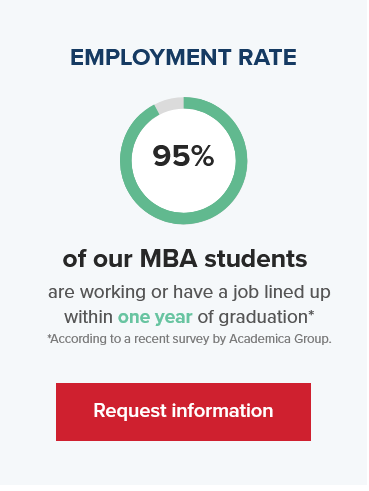 EMPLOYMENT RATE
95%
of our MBA students
are working or have a job lined up
within one year of graduation*
*According to a recent survey by Academica Group.
Request information